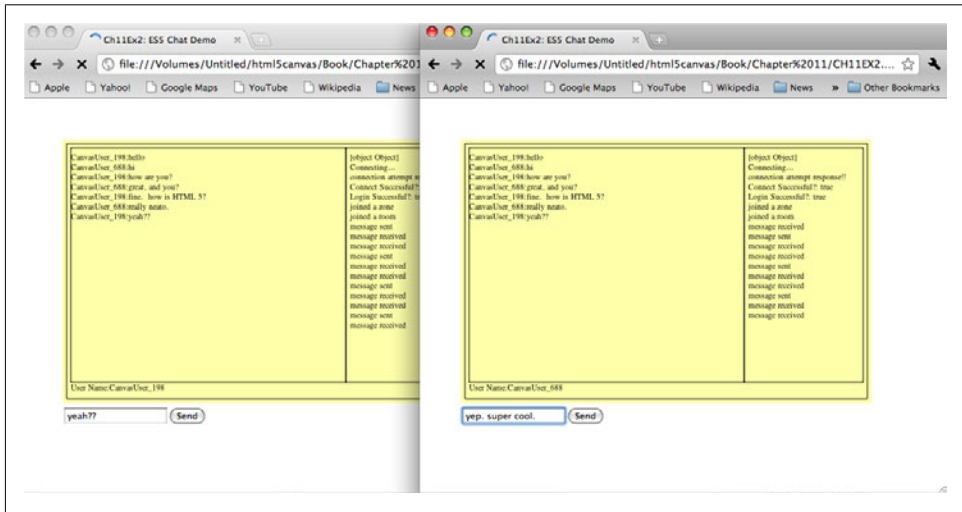 Ch11Ex2: ES5 Chat Demo
file:///Volumes/Untitled/html5canvas/Book/Chapter%201
Apple Yahoo! Google Maps YouTube Wikipedia News
CanvasUser_198:hello
CanvasUser_688:hi
CanvasUser_198:how are you?
CanvasUser_688:great, and you?
CanvasUser_198:fine. how is HTML 5?
CanvasUser_688:really neato.
CanvasUser_198:yeah??
[object Object]
Connecting...
connection attempt
Connect Successful?:
Login Successful?:
joined a zone
joined a room
message sent
message received
message received
message sent
message received
message received
message sent
message received
message received
message sent
message received
User Name:CanvasUser_198
yeah??
Send
Ch11Ex2: ES5 Chat Demo
file:///Volumes/Untitled/html5canvas/Book/Chapter%2011/CH11EX2....
Apple Yahoo! Google Maps YouTube Wikipedia News » Other Bookmarks
CanvasUser_198:hello
CanvasUser_688:hi
CanvasUser_198:how are you?
CanvasUser_688:great, and you?
CanvasUser_198:fine. how is HTML 5?
CanvasUser_688:really neato.
CanvasUser_198:yeah??
[object Object]
Connecting...
connection attempt response!!
Connect Successful?: true
Login Successful?: true
joined a zone
joined a room
message received
message sent
message received
message received
message sent
message received
message received
message sent
message received
message received
User Name:CanvasUser_688
yep. super cool.
Send